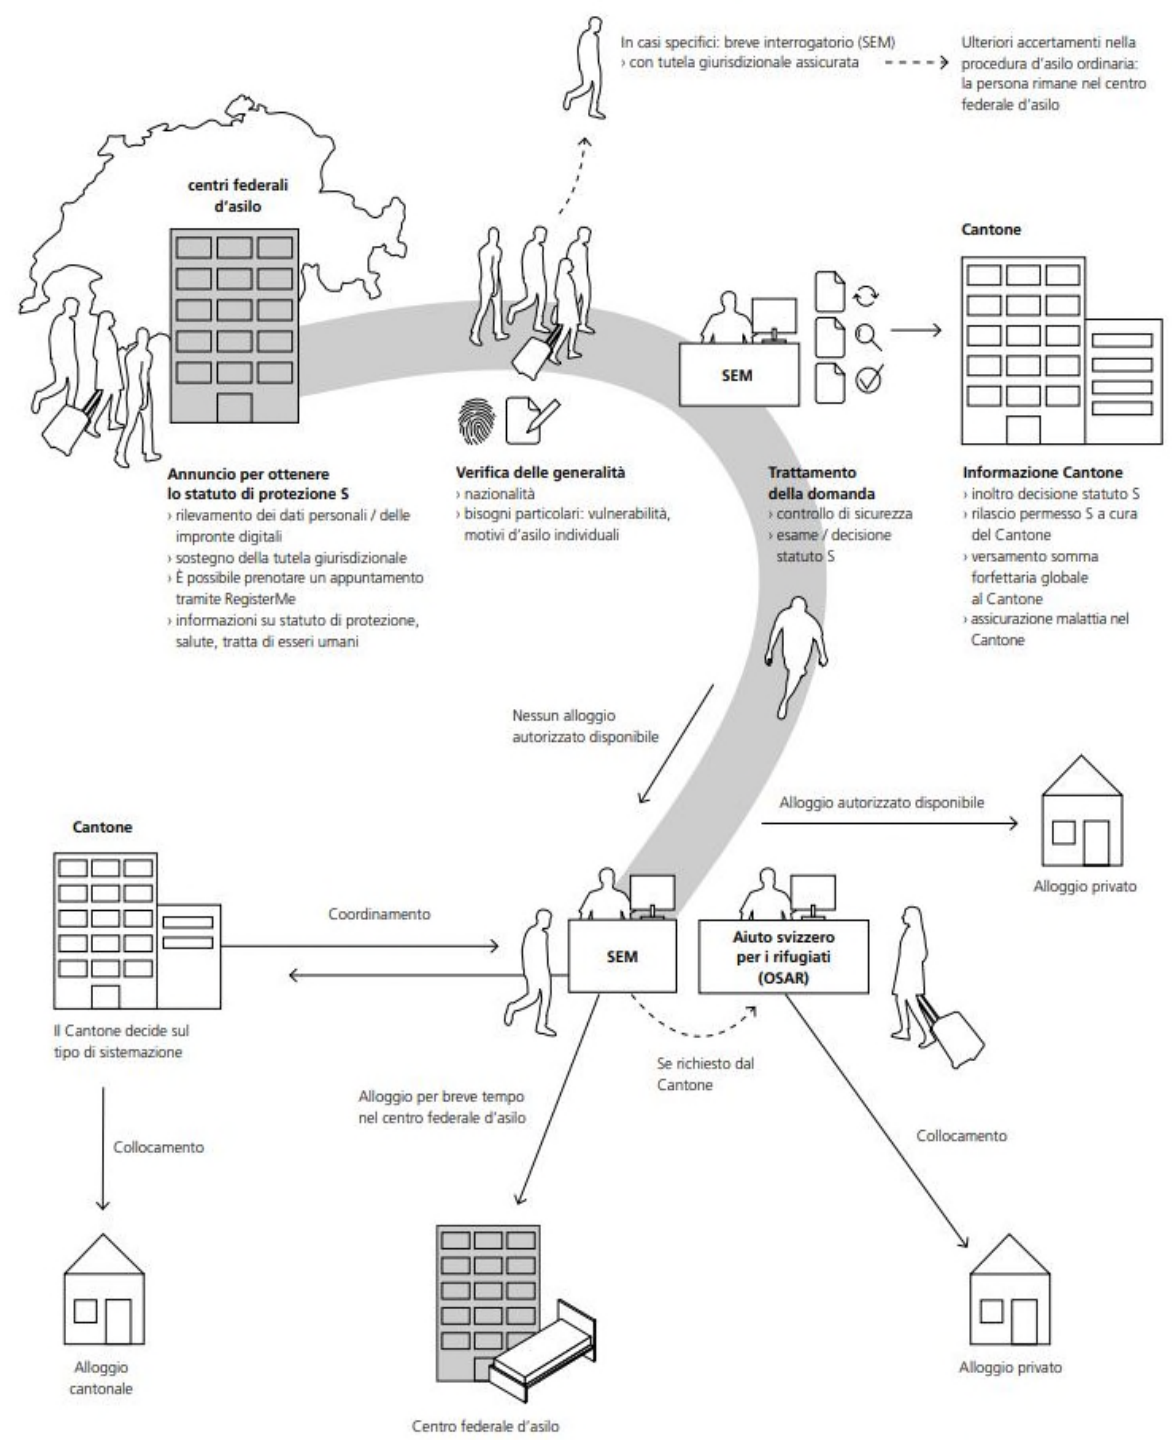 In casi specifici: breve interrogatorio (SEM)
› con tutela giurisdizionale assicurata
Ulteriori accertamenti nella
procedura d'asilo ordinaria:
la persona rimane nel centro
federale d'asilo
centri federali
d'asilo
Cantone
SEM
Annuncio per ottenere
lo statuto di protezione S
› rilevamento dei dati personali / delle
impronte digitali
› sostegno della tutela giurisdizionale
› È possibile prenotare un appuntamento
tramite RegisterMe
› informazioni su statuto di protezione,
salute, tratta di esseri umani
Verifica delle generalità
› nazionalità
› bisogni particolari: vulnerabilità,
motivi d'asilo individuali
Trattamento
della domanda
› controllo di sicurezza
› esame / decisione
statuto S
Informazione Cantone
› inoltro decisione statuto S
› rilascio permesso S a cura
del Cantone
› versamento somma
forfettaria globale
al Cantone
› assicurazione malattia nel
Cantone
Nessun alloggio
autorizzato disponibile
Alloggio autorizzato disponibile
Alloggio privato
Cantone
Coordinamento
SEM
Aiuto svizzero
per i rifugiati
(OSAR)
Il Cantone decide sul
tipo di sistemazione
Se richiesto dal
Cantone
Alloggio per breve tempo
nel centro federale d'asilo
Collocamento
Collocamento
Alloggio
cantonale
Centro federale d'asilo
Alloggio privato